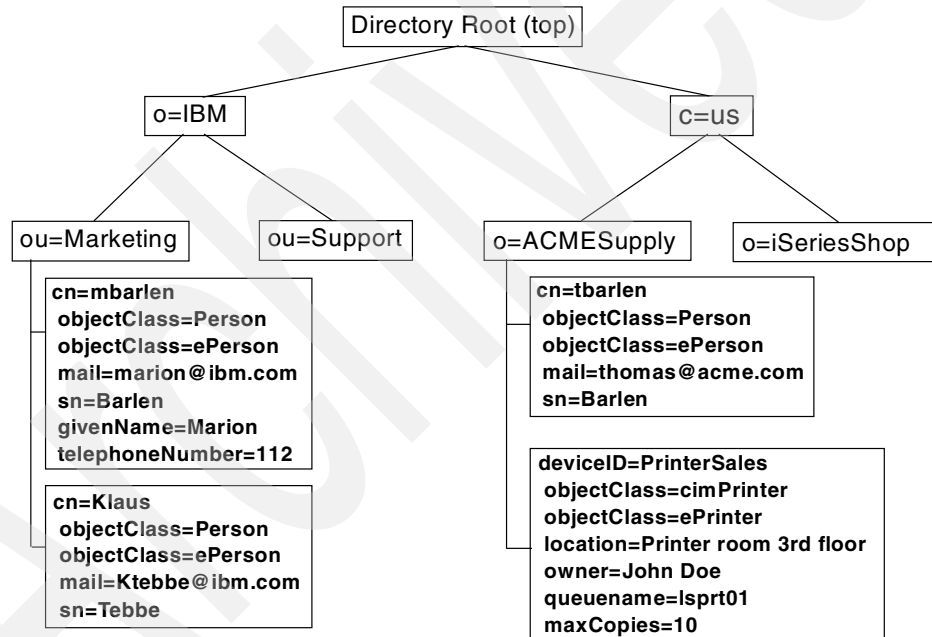 Directory Root (top)
o=IBM
c=us
ou=Marketing
ou=Support
o=ACMESupply
o=iSeriesShop
cn=mbarlen
objectClass=Person
objectClass=ePerson
mail=marion@ibm.com
sn=Barlen
givenName=Marion
telephoneNumber=112
cn=Klaus
objectClass=Person
objectClass=ePerson
mail=Ktebbe@ibm.com
sn=Tebbe
cn=tbarlen
objectClass=Person
objectClass=ePerson
mail=thomas@acme.com
sn=Barlen
deviceID=PrinterSales
objectClass=cimPrinter
objectClass=ePrinter
location=Printer room 3rd floor
owner=John Doe
queuename=lsprt01
maxCopies=10